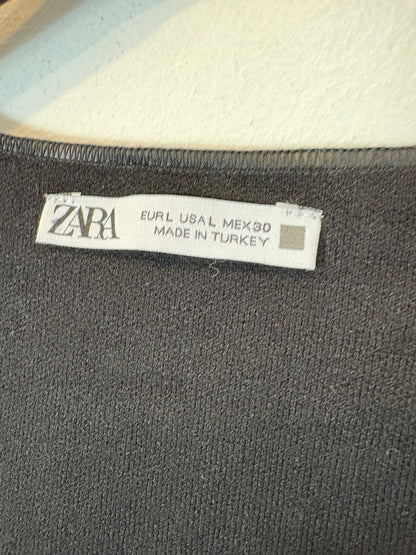 ZARA
EUR L USA L MEX 30
MADE IN TURKEY